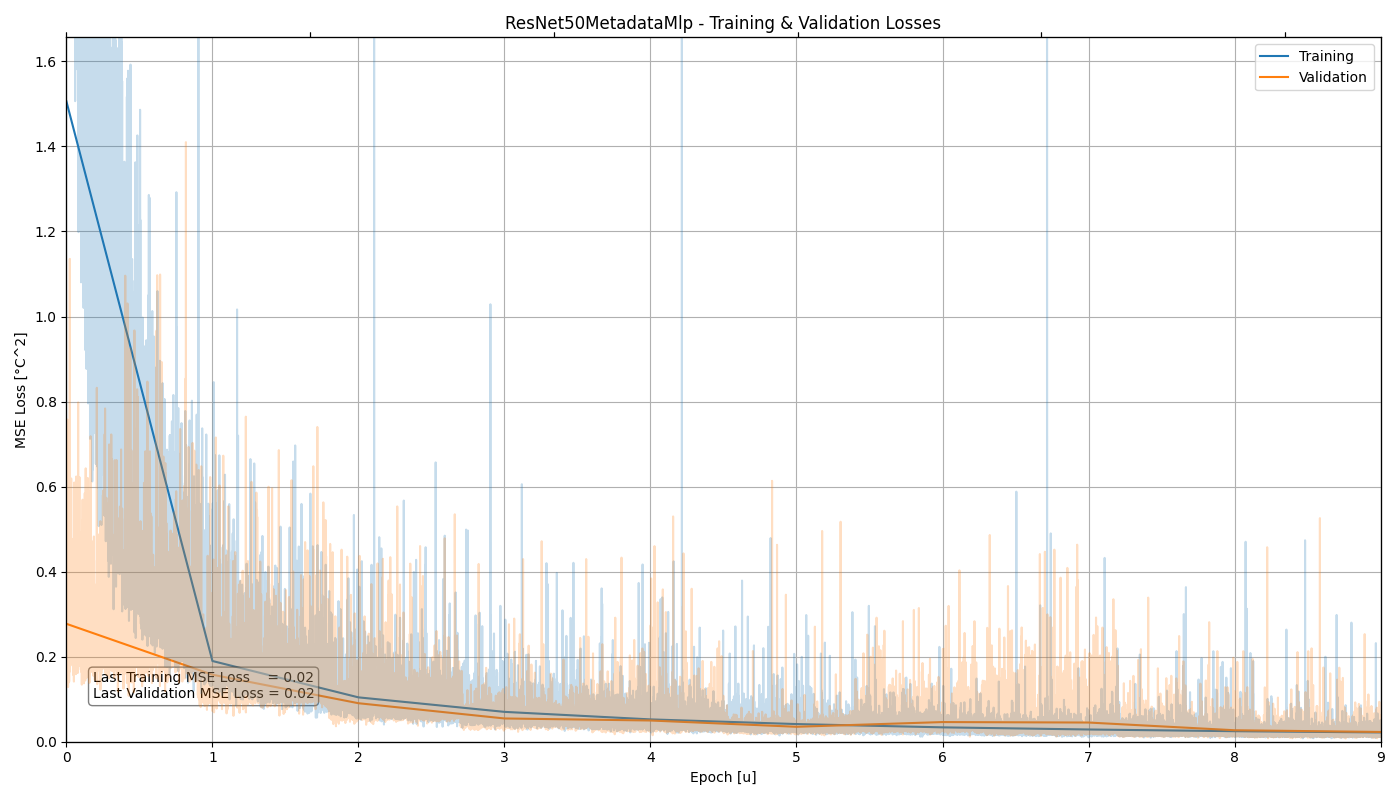 ResNet50MetadataMlp - Training & Validation Losses
Training
Validation
MSE Loss [°C^2]
1.6
1.4
1.2
1.0
0.8
0.6
0.4
0.2
0.0
Last Training MSE Loss = 0.02
Last Validation MSE Loss = 0.02
0 1 2 3 4 5 6 7 8 9
Epoch [u]